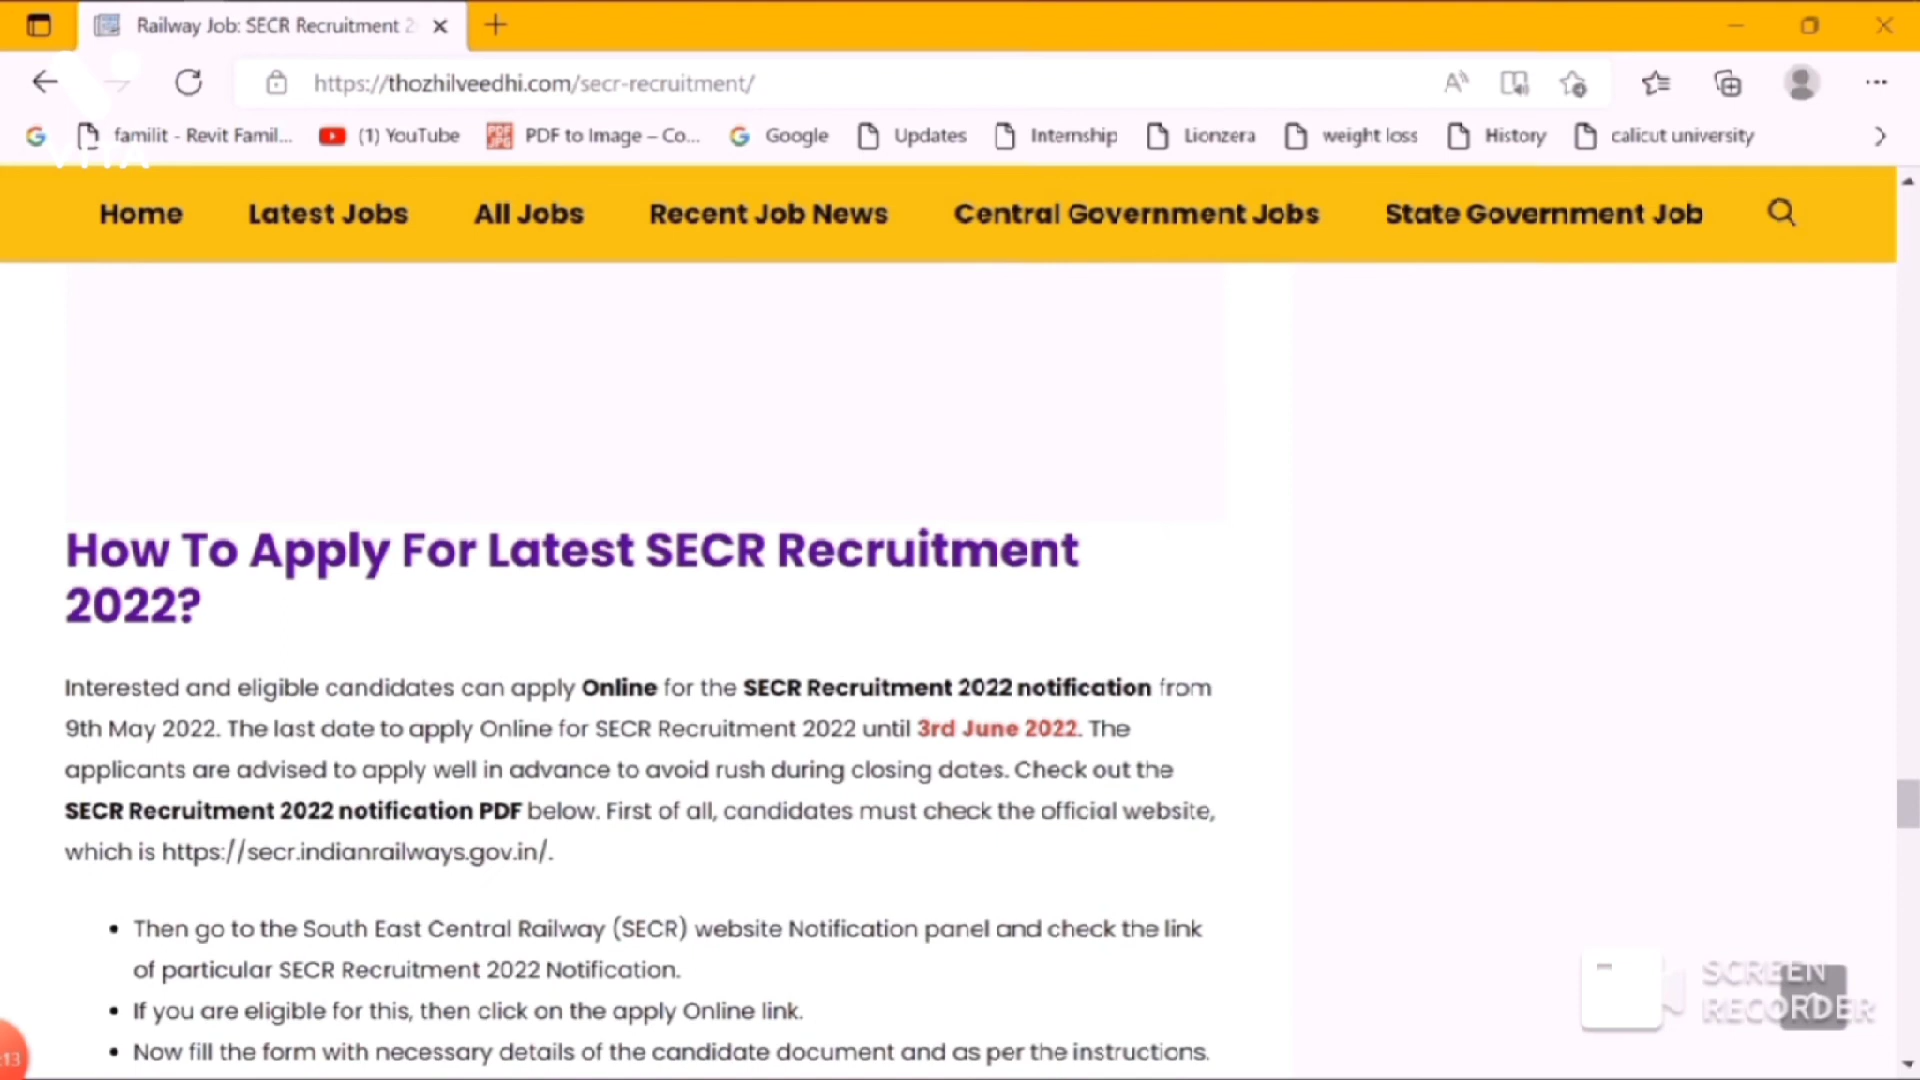 Railway Job: SECR Recruitment 2
https://thozhilveedhi.com/secr-recruitment/
familit - Revit Famil... (1) YouTube PDF to Image – Co... Google Updates Internship Lionzera weight loss History calicut university
VITA
Home Latest Jobs All Jobs Recent Job News Central Government Jobs State Government Job
How To Apply For Latest SECR Recruitment
2022?
Interested and eligible candidates can apply Online for the SECR Recruitment 2022 notification from
9th May 2022. The last date to apply Online for SECR Recruitment 2022 until 3rd June 2022. The
applicants are advised to apply well in advance to avoid rush during closing dates. Check out the
SECR Recruitment 2022 notification PDF below. First of all, candidates must check the official website,
which is https://secr.indianrailways.gov.in/.
• Then go to the South East Central Railway (SECR) website Notification panel and check the link
of particular SECR Recruitment 2022 Notification.
• If you are eligible for this, then click on the apply Online link.
• Now fill the form with necessary details of the candidate document and as per the instructions.
SCREEN
RECORDER
:13